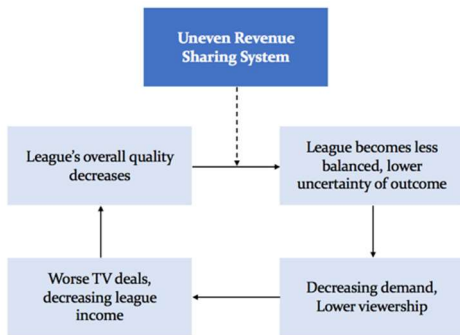 Uneven Revenue
Sharing System
League's overall quality
decreases
League becomes less
balanced, lower
uncertainty of outcome
Worse TV deals,
decreasing league
income
Decreasing demand,
Lower viewership